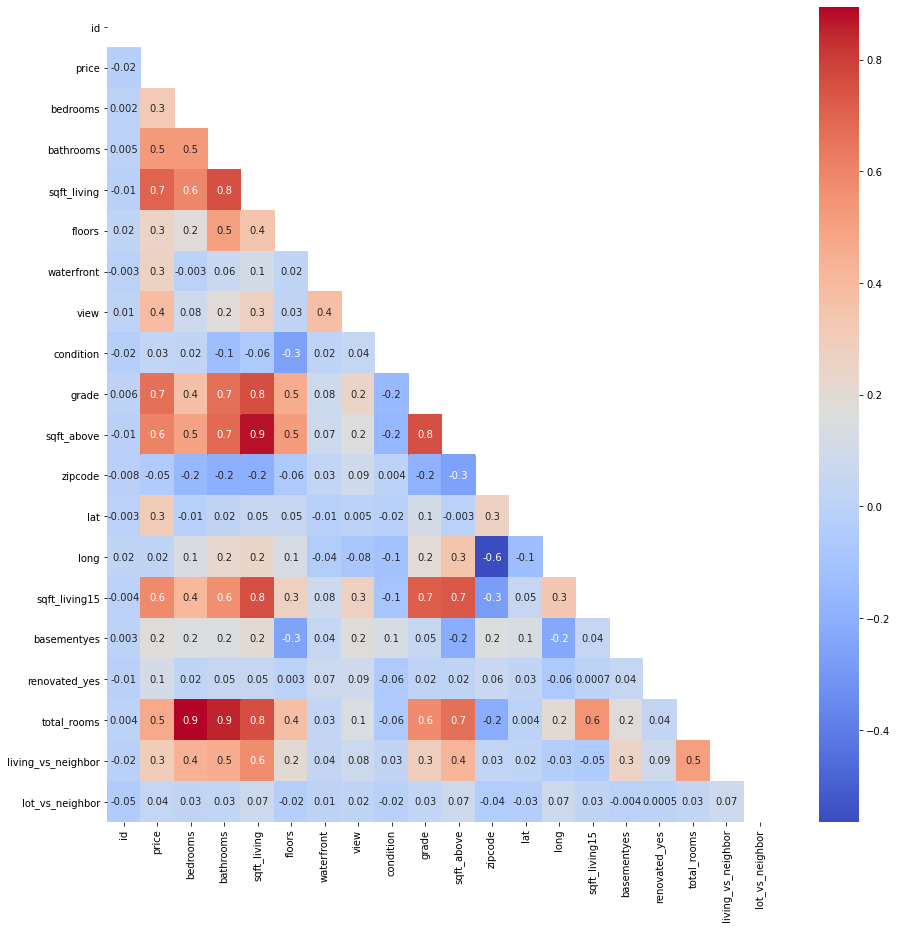 id
price -0.02
bedrooms 0.002 0.3
bathrooms 0.005 0.5 0.5
sqft_living -0.01 0.7 0.6 0.8
floors 0.02 0.3 0.2 0.5 0.4
waterfront -0.003 0.3 -0.003 0.06 0.1 0.02
view 0.01 0.4 0.08 0.2 0.3 0.03 0.4
condition -0.02 0.03 0.02 -0.1 -0.06 -0.3 0.02 0.04
grade 0.006 0.7 0.4 0.7 0.8 0.5 0.08 0.2 -0.2
sqft_above -0.01 0.6 0.5 0.7 0.9 0.5 0.07 0.2 -0.2 0.8
zipcode -0.008 -0.05 -0.2 -0.2 -0.2 -0.06 0.03 0.09 0.004 -0.2 -0.3
lat -0.003 0.3 -0.01 0.02 0.05 0.05 -0.01 0.005 -0.02 0.1 -0.003 0.3
long 0.02 0.02 0.1 0.2 0.2 0.1 -0.04 -0.08 -0.1 0.2 0.3 -0.6 -0.1
sqft_living15 -0.004 0.6 0.4 0.6 0.8 0.3 0.08 0.3 -0.1 0.7 0.7 -0.3 0.05 0.3
basementyes 0.003 0.2 0.2 0.2 0.2 -0.3 0.04 0.2 0.1 0.05 -0.2 0.2 0.1 -0.2 0.04
renovated_yes -0.01 0.1 0.02 0.05 0.05 0.003 0.07 0.09 -0.06 0.02 0.02 0.06 0.03 -0.06 0.0007 0.04
total_rooms 0.004 0.5 0.9 0.9 0.8 0.4 0.03 0.1 -0.06 0.6 0.7 -0.2 0.004 0.2 0.6 0.2 0.04
living_vs_neighbor -0.02 0.3 0.4 0.5 0.6 0.2 -0.04 0.08 0.03 0.3 0.4 0.03 0.02 -0.03 -0.05 0.3 0.09 0.5
lot_vs_neighbor -0.05 0.04 0.03 0.03 0.07 -0.02 0.01 0.02 -0.02 0.03 0.07 -0.04 -0.03 0.07 0.03 -0.004 0.0005 0.03 0.07
id price bedrooms bathrooms sqft_living floors waterfront view condition grade sqft_above zipcode lat long sqft_living15 basementyes renovated_yes total_rooms living_vs_neighbor lot_vs_neighbor
0.8
0.6
0.4
0.2
0.0
-0.2
-0.4